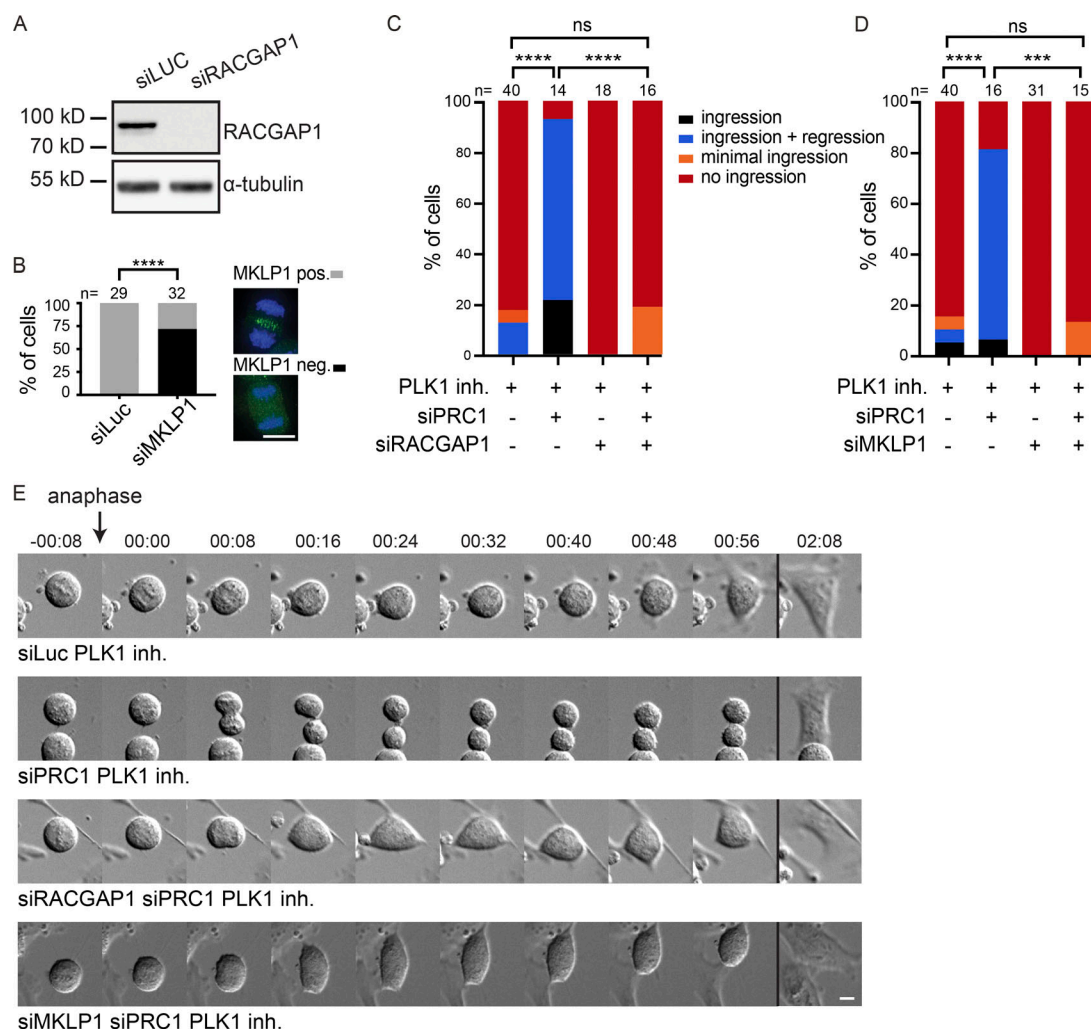 A
siLUC
siRACGAP1
100 kD
70 kD
RACGAP1
55 kD
α-tubulin
B
****
n= 29 32
100
75
50
25
0
% of cells
siLuc
siMKLP1
MKLP1 pos.
MKLP1 neg.
C
ns
**** ****
n= 40 14 18 16
100
80
60
40
20
0
% of cells
ingression
ingression + regression
minimal ingression
no ingression
PLK1 inh. + + + +
siPRC1 - + - +
siRACGAP1 - - + +
D
ns
**** ***
n= 40 16 31 15
100
80
60
40
20
0
% of cells
PLK1 inh. + + + +
siPRC1 - + - +
siMKLP1 - - + +
E
anaphase
-00:08 00:00 00:08 00:16 00:24 00:32 00:40 00:48 00:56 02:08
siLuc PLK1 inh.
siPRC1 PLK1 inh.
siRACGAP1 siPRC1 PLK1 inh.
siMKLP1 siPRC1 PLK1 inh.